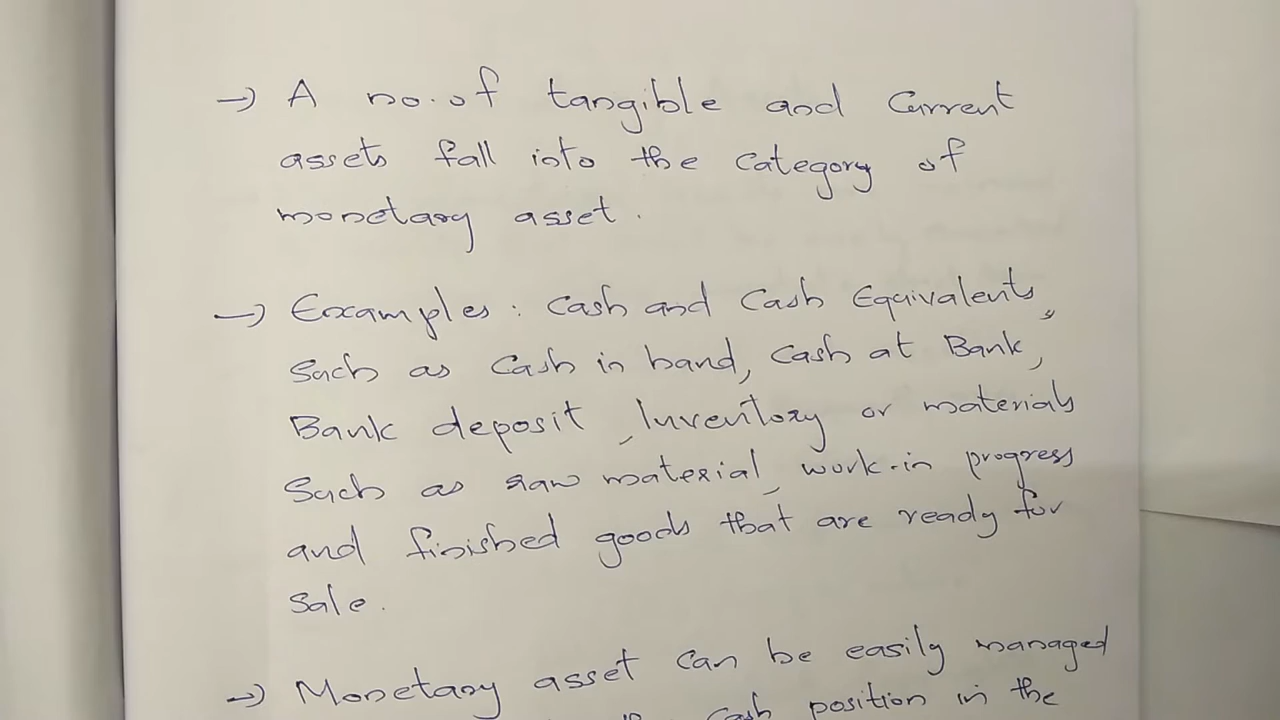 → A no. of tangible and Current
assets fall into the category of
monetary asset.
→ Examples: Cash and Cash Equivalents,
Such as Cash in hand, Cash at Bank,
Bank deposit, Inventory or materials
Such as raw material, work-in progress
and finished goods that are ready for
Sale.
→ Monetary asset can be easily managed
cash position in the